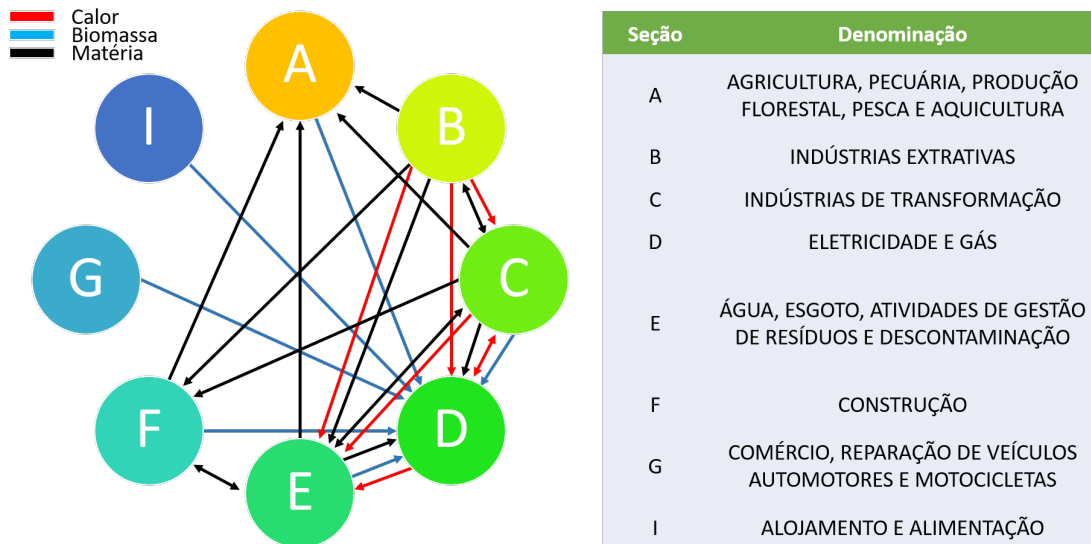 Calor
Biomassa
Matéria
A
B
C
D
E
F
G
I
Seção Denominação
A AGRICULTURA, PECUÁRIA, PRODUÇÃO
FLORESTAL, PESCA E AQUICULTURA
B INDÚSTRIAS EXTRATIVAS
C INDÚSTRIAS DE TRANSFORMAÇÃO
D ELETRICIDADE E GÁS
E ÁGUA, ESGOTO, ATIVIDADES DE GESTÃO
DE RESÍDUOS E DESCONTAMINAÇÃO
F CONSTRUÇÃO
G COMÉRCIO, REPARAÇÃO DE VEÍCULOS
AUTOMOTORES E MOTOCICLETAS
I ALOJAMENTO E ALIMENTAÇÃO